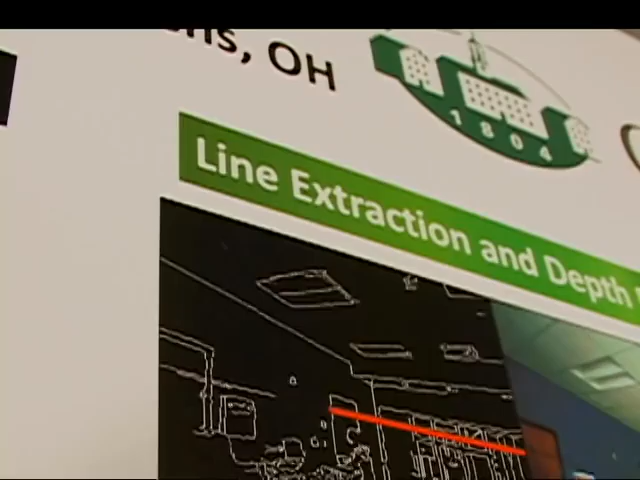 , OH
1804
Line Extraction and Depth